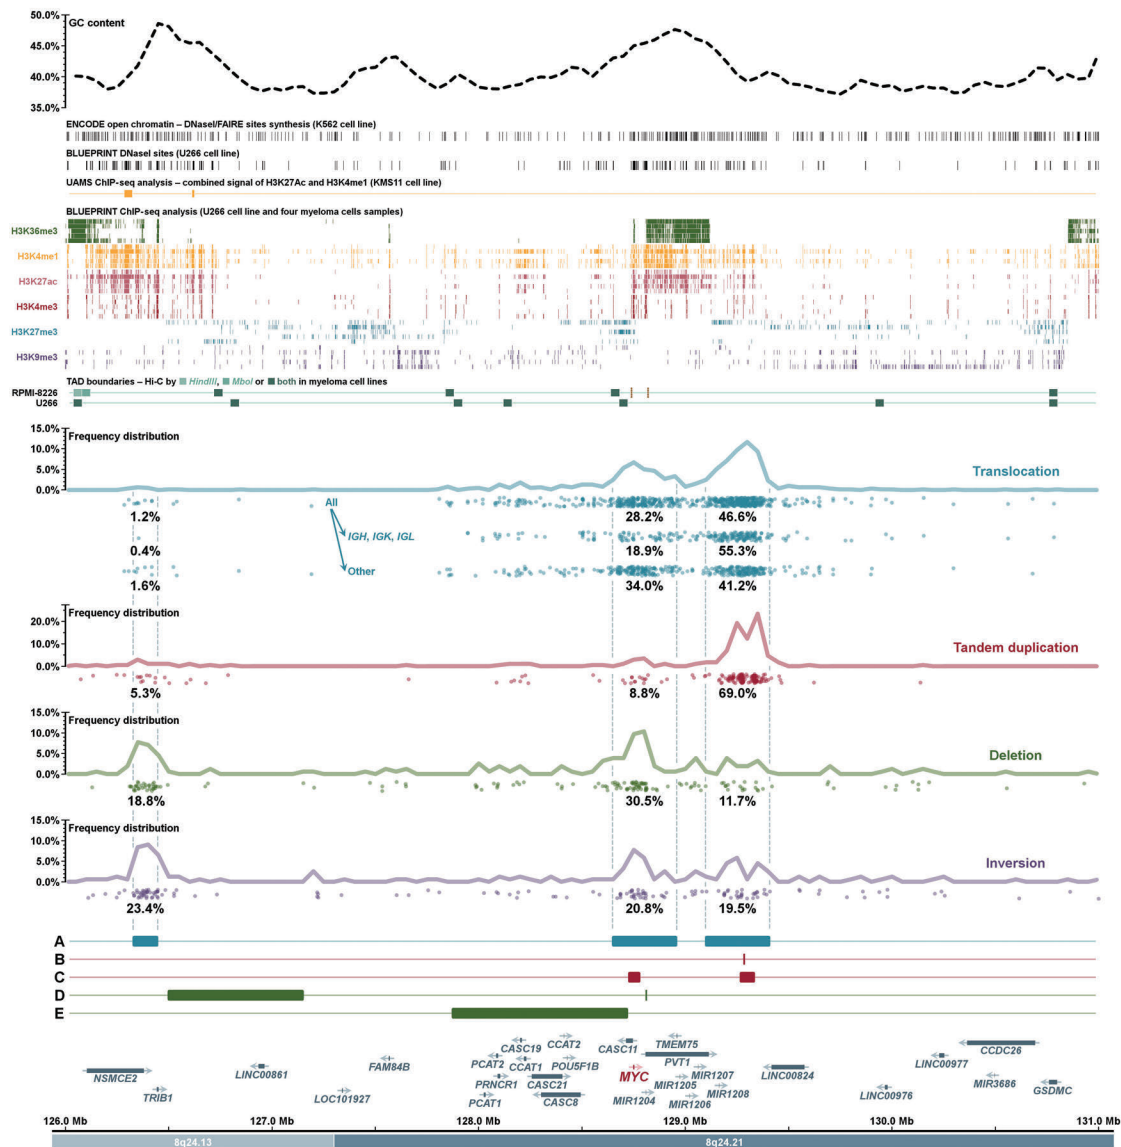 50.0%
GC content
45.0%
40.0%
35.0%
ENCODE open chromatin – DNaseI/FAIRE sites synthesis (K562 cell line)
BLUEPRINT DNaseI sites (U266 cell line)
UAMS ChIP-seq analysis – combined signal of H3K27Ac and H3K4me1 (KMS11 cell line)
BLUEPRINT ChIP-seq analysis (U266 cell line and four myeloma cells samples)
H3K36me3
H3K4me1
H3K27ac
H3K4me3
H3K27me3
H3K9me3
TAD boundaries – Hi-C by HindIII, MboI or both in myeloma cell lines
RPMI-8226
U266
15.0%
Frequency distribution
10.0%
5.0%
0.0%
Translocation
All
1.2% 28.2% 46.6%
IGH, IGK, IGL
0.4% 18.9% 55.3%
Other
1.6% 34.0% 41.2%
Frequency distribution
20.0%
10.0%
0.0%
Tandem duplication
5.3% 8.8% 69.0%
15.0%
Frequency distribution
10.0%
5.0%
0.0%
Deletion
18.8% 30.5% 11.7%
15.0%
Frequency distribution
10.0%
5.0%
0.0%
Inversion
23.4% 20.8% 19.5%
A
B
C
D
E
CASC19 CCAT2 CASC11 TMEM75 CCDC26
PCAT2 CCAT1 POU5F1B PVT1 LINC00977
NSMCE2 LINC00861 FAM84B PRNCR1 CASC21 MYC MIR1205 MIR1207 LINC00824 MIR3686
TRIB1 LOC101927 PCAT1 CASC8 MIR1204 MIR1206 MIR1208 LINC00976 GSDMC
126.0 Mb 127.0 Mb 128.0 Mb 129.0 Mb 130.0 Mb 131.0 Mb
8q24.13 8q24.21